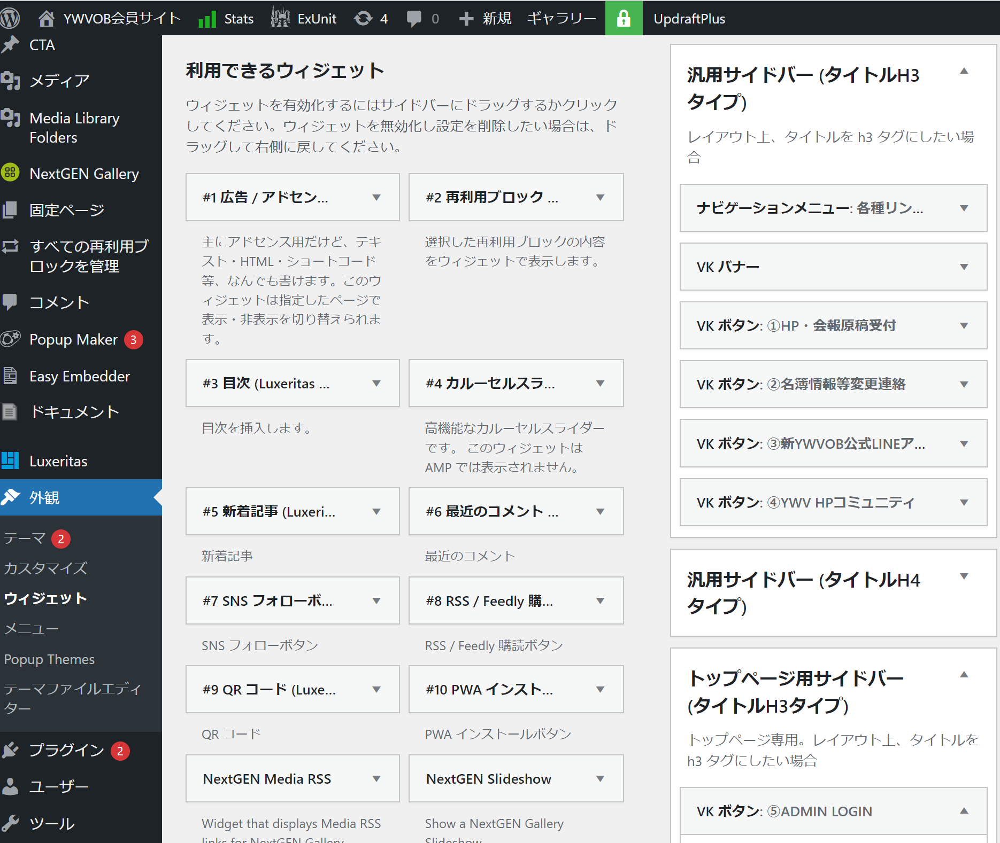 YWVOB会員サイト Stats ExUnit 4 0 新規 ギャラリー UpdraftPlus
CTA
メディア
Media Library
Folders
NextGEN Gallery
固定ページ
すべての再利用ブ
ロックを管理
コメント
Popup Maker 3
Easy Embedder
ドキュメント
Luxeritas
外観
テーマ 2
カスタマイズ
ウィジェット
メニュー
Popup Themes
テーマファイルエディ
ター
プラグイン 2
ユーザー
ツール
利用できるウィジェット
ウィジェットを有効化するにはサイドバーにドラッグするかクリック
してください。ウィジェットを無効化し設定を削除したい場合は、ド
ラッグして右側に戻してください。
#1 広告 / アドセン...
主にアドセンス用だけど、テキ
スト・HTML・ショートコード
等、なんでも書けます。このウ
ィジェットは指定したページで
表示・非表示を切り替えられま
す。
#2 再利用ブロック ...
選択した再利用ブロックの内容
をウィジェットで表示します。
#3 目次 (Luxeritas ...
目次を挿入します。
#4 カルーセルスラ...
高機能なカルーセルスライダー
です。 このウィジェットは
AMP では表示されません。
#5 新着記事 (Luxeri...
新着記事
#6 最近のコメント ...
最近のコメント
#7 SNS フォローボ...
SNS フォローボタン
#8 RSS / Feedly 購...
RSS / Feedly 購読ボタン
#9 QR コード (Luxe...
QR コード
#10 PWA インスト...
PWA インストールボタン
NextGEN Media RSS
Widget that displays Media RSS
links for NextGEN Gallery
NextGEN Slideshow
Show a NextGEN Gallery
Slideshow
汎用サイドバー (タイトルH3
タイプ)
レイアウト上、タイトルを h3 タグにしたい場
合
ナビゲーションメニュー: 各種リン...
VK バナー
VK ボタン: ①HP・会報原稿受付
VK ボタン: ②名簿情報等変更連絡
VK ボタン: ③新YWVOB公式LINEア...
VK ボタン: ④YWV HPコミュニティ
汎用サイドバー (タイトルH4
タイプ)
トップページ用サイドバー
(タイトルH3タイプ)
トップページ専用。レイアウト上、タイトルを
h3 タグにしたい場合
VK ボタン: ⑤ADMIN LOGIN